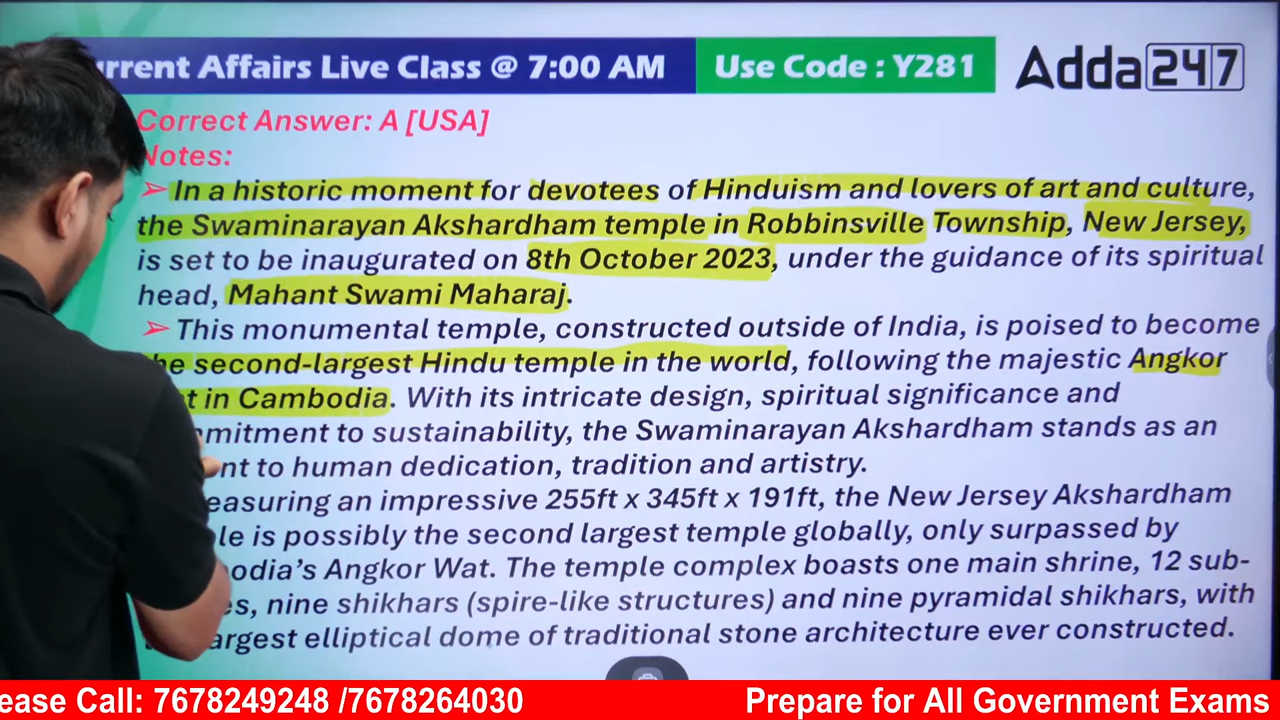 urrent Affairs Live Class @ 7:00 AM
Use Code : Y281
Adda247
Correct Answer: A [USA]
Notes:
➢ In a historic moment for devotees of Hinduism and lovers of art and culture,
the Swaminarayan Akshardham temple in Robbinsville Township, New Jersey,
is set to be inaugurated on 8th October 2023, under the guidance of its spiritual
head, Mahant Swami Maharaj.
➢ This monumental temple, constructed outside of India, is poised to become
he second-largest Hindu temple in the world, following the majestic Angkor
t in Cambodia. With its intricate design, spiritual significance and
mitment to sustainability, the Swaminarayan Akshardham stands as an
nt to human dedication, tradition and artistry.
easuring an impressive 255ft x 345ft x 191ft, the New Jersey Akshardham
le is possibly the second largest temple globally, only surpassed by
odia’s Angkor Wat. The temple complex boasts one main shrine, 12 sub-
es, nine shikhars (spire-like structures) and nine pyramidal shikhars, with
argest elliptical dome of traditional stone architecture ever constructed.
ease Call: 7678249248 /7678264030
Prepare for All Government Exams